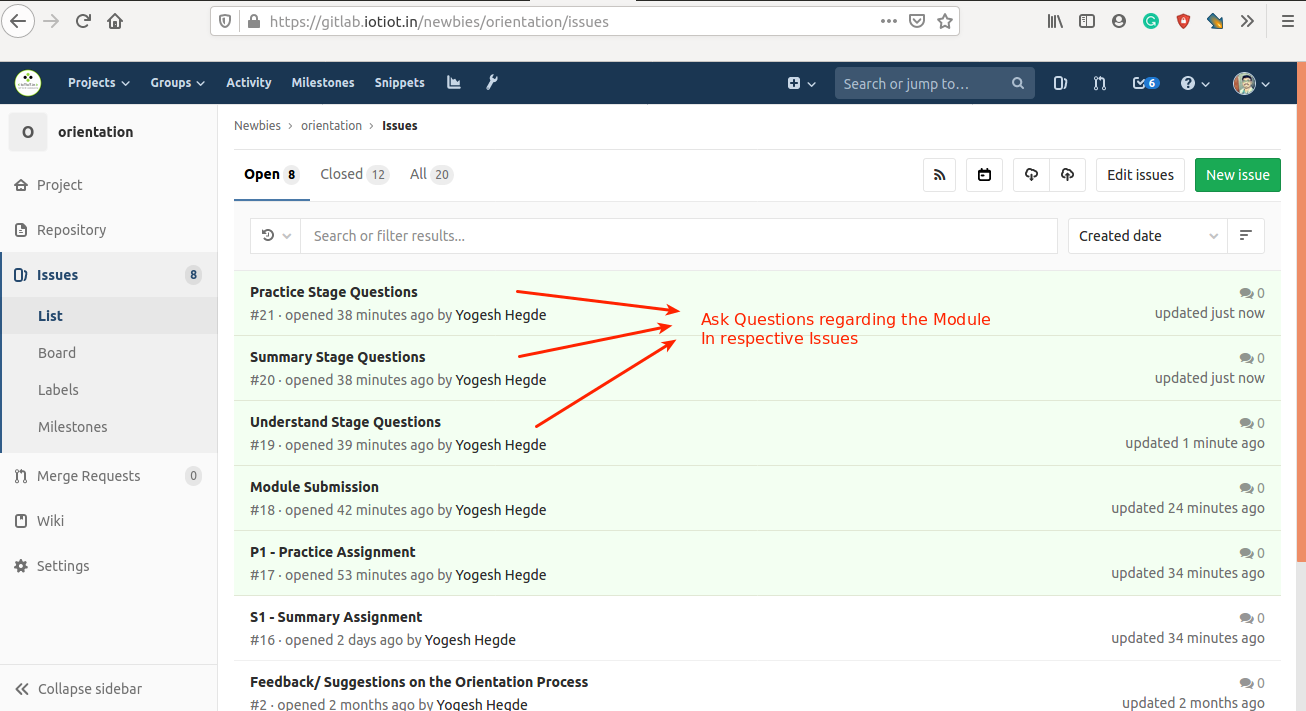 https://gitlab.iotiot.in/newbies/orientation/issues
Projects Groups Activity Milestones Snippets Search or jump to… 6
O orientation
Newbies › orientation › Issues
Project
Repository
Issues 8
List
Board
Labels
Milestones
Merge Requests 0
Wiki
Settings
Collapse sidebar
Open 8 Closed 12 All 20 Edit issues New issue
Search or filter results... Created date
Practice Stage Questions 0
#21 · opened 38 minutes ago by Yogesh Hegde updated just now
Ask Questions regarding the Module
In respective Issues
Summary Stage Questions 0
#20 · opened 38 minutes ago by Yogesh Hegde updated just now
Understand Stage Questions 0
#19 · opened 39 minutes ago by Yogesh Hegde updated 1 minute ago
Module Submission 0
#18 · opened 42 minutes ago by Yogesh Hegde updated 24 minutes ago
P1 - Practice Assignment 0
#17 · opened 53 minutes ago by Yogesh Hegde updated 34 minutes ago
S1 - Summary Assignment 0
#16 · opened 2 days ago by Yogesh Hegde updated 34 minutes ago
Feedback/ Suggestions on the Orientation Process 0
#2 · opened 2 months ago by Yogesh Hegde updated 2 months ago